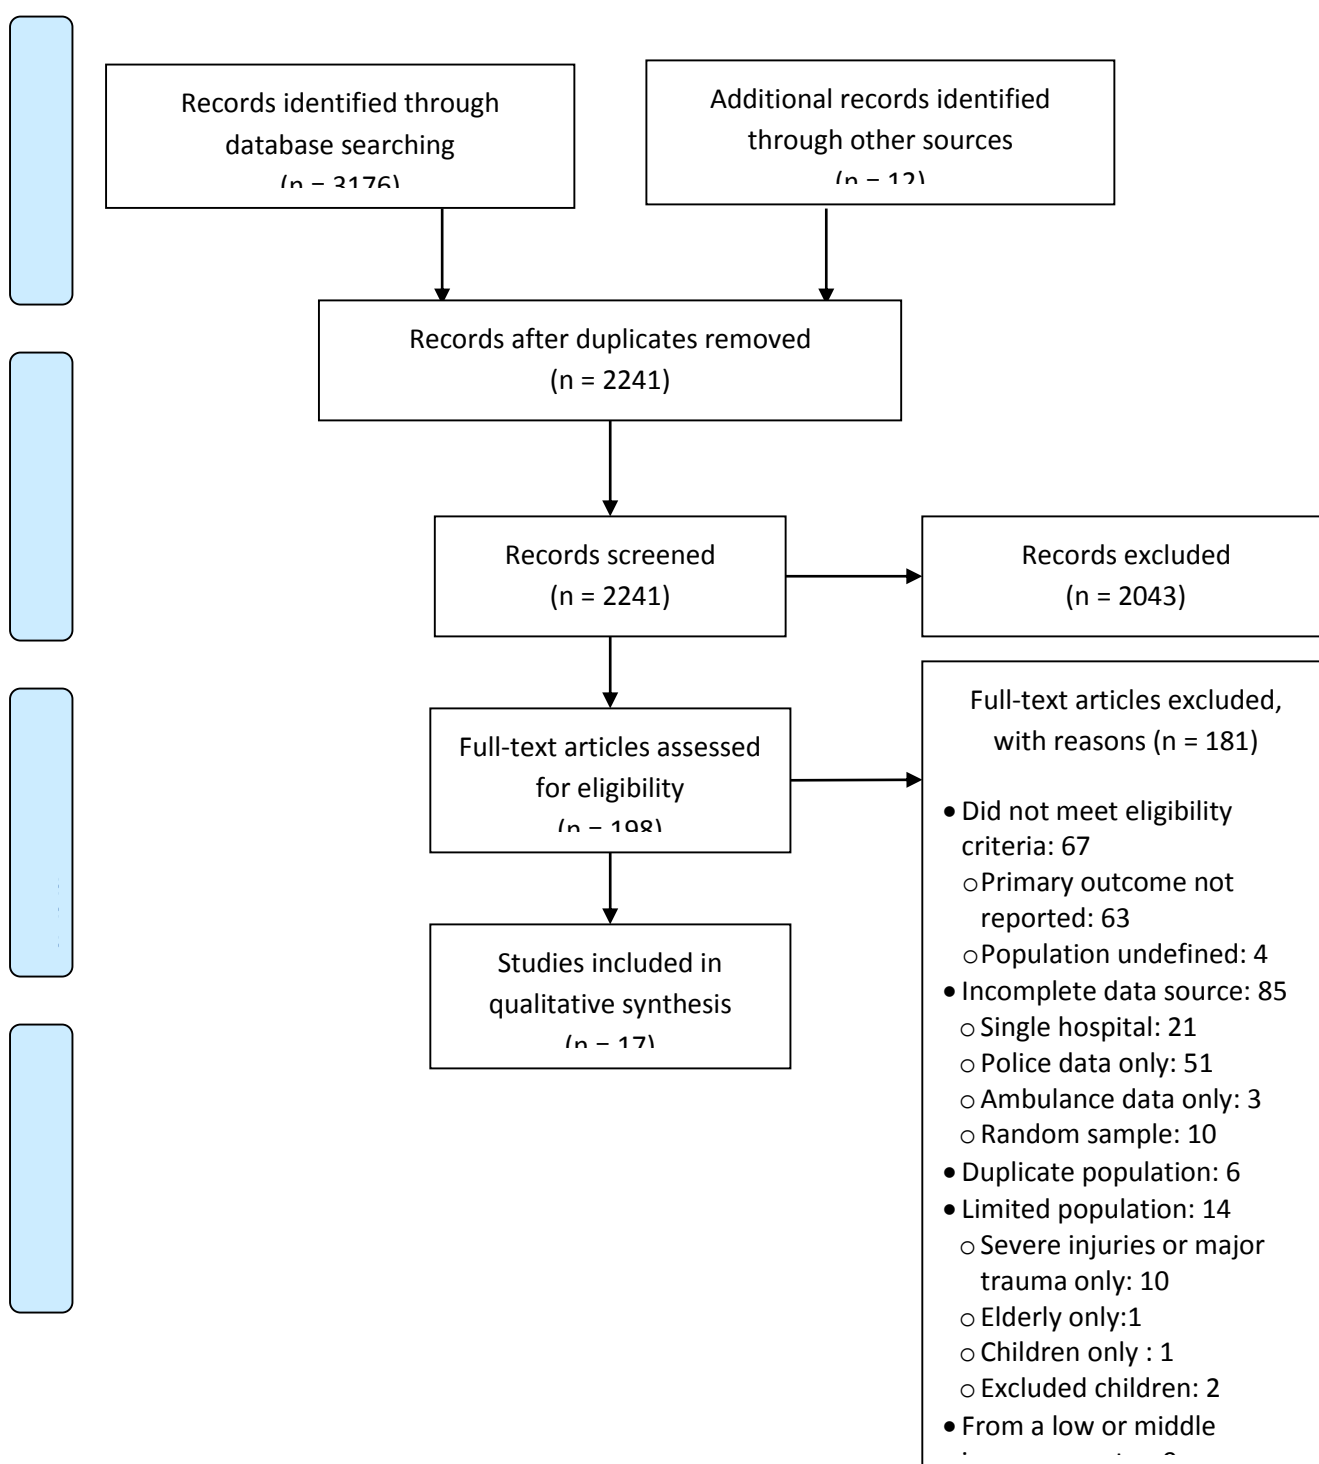 Records identified through
database searching
(n = 3176)
Additional records identified
through other sources
(n = 12)
Records after duplicates removed
(n = 2241)
Records screened
(n = 2241)
Records excluded
(n = 2043)
Full-text articles assessed
for eligibility
(n = 198)
Full-text articles excluded,
with reasons (n = 181)
• Did not meet eligibility
criteria: 67
○ Primary outcome not
reported: 63
○ Population undefined: 4
• Incomplete data source: 85
○ Single hospital: 21
○ Police data only: 51
○ Ambulance data only: 3
○ Random sample: 10
• Duplicate population: 6
• Limited population: 14
○ Severe injuries or major
trauma only: 10
○ Elderly only:1
○ Children only : 1
○ Excluded children: 2
• From a low or middle
Studies included in
qualitative synthesis
(n = 17)